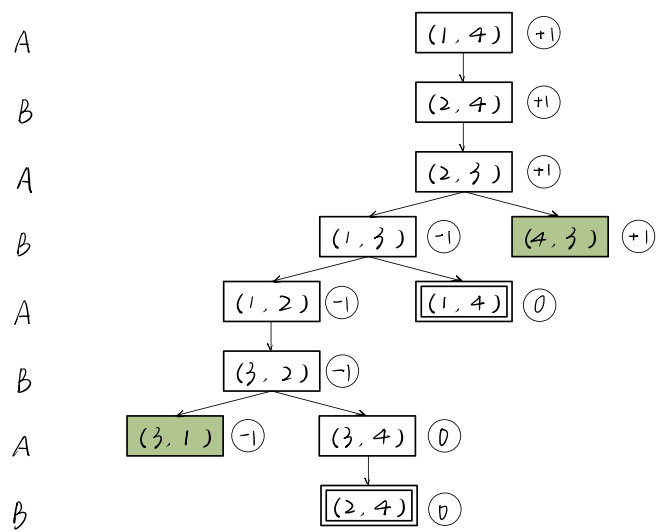 A (1, 4) +1
B (2, 4) +1
A (2, 3) +1
B (1, 3) -1 (4, 3) +1
A (1, 2) -1 (1, 4) 0
B (3, 2) -1
A (3, 1) -1 (3, 4) 0
B (2, 4) 0